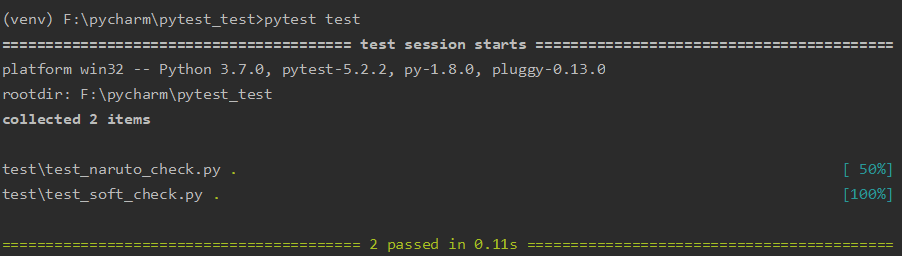 (venv) F:\pycharm\pytest_test>pytest test
======================================== test session starts =========================================
platform win32 -- Python 3.7.0, pytest-5.2.2, py-1.8.0, pluggy-0.13.0
rootdir: F:\pycharm\pytest_test
collected 2 items
test\test_naruto_check.py . [ 50%]
test\test_soft_check.py . [100%]
========================================= 2 passed in 0.11s ==========================================